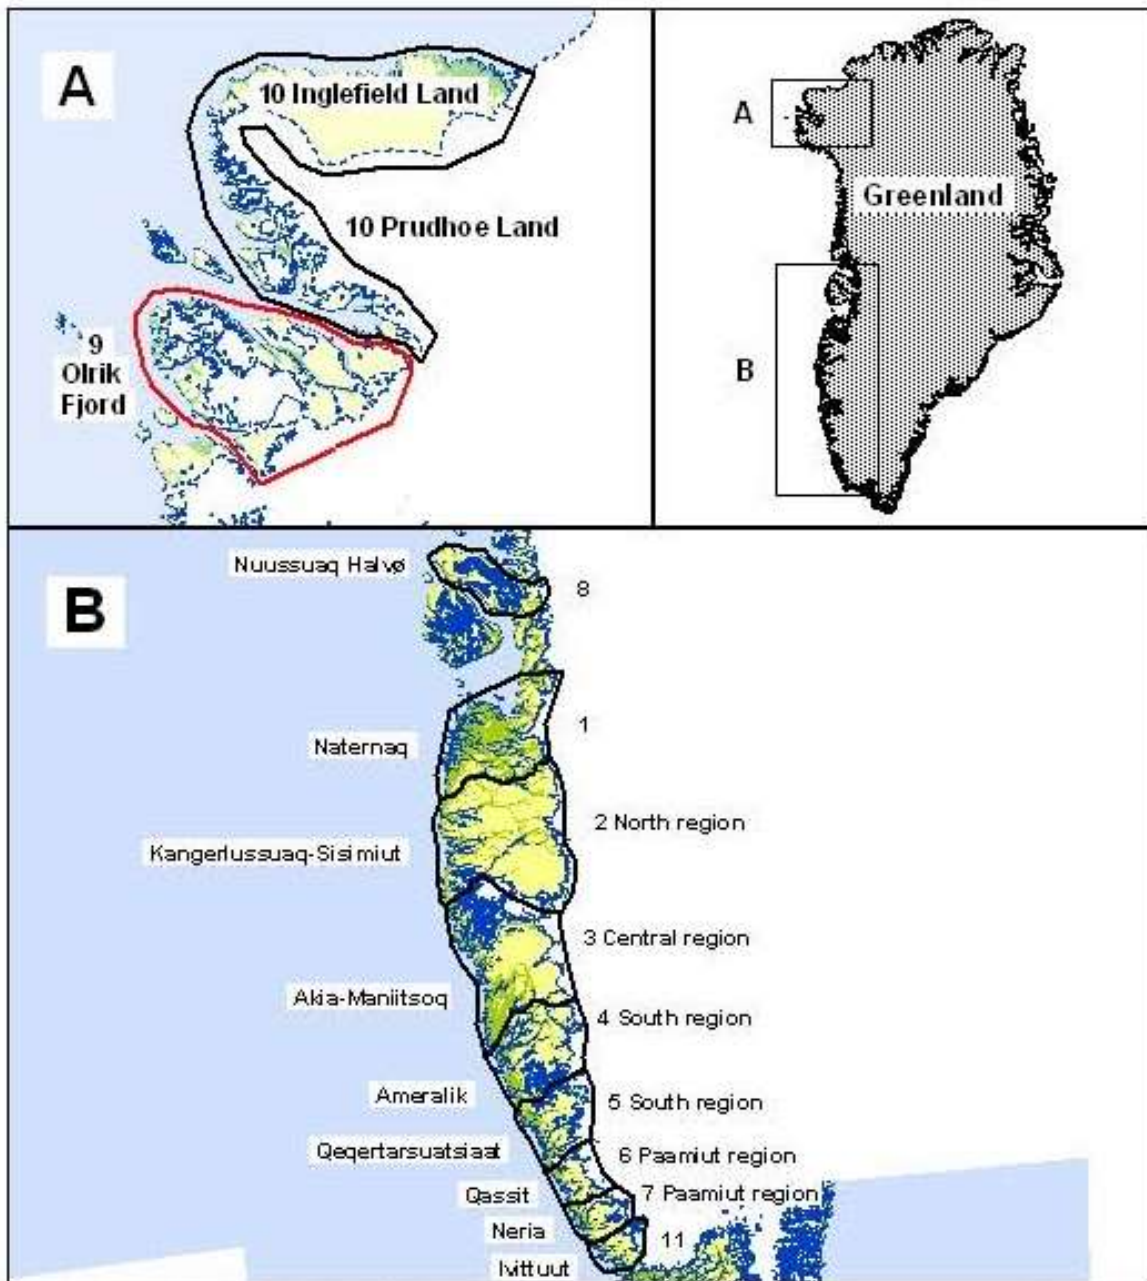 A
10 Inglefield Land
10 Prudhoe Land
9
Olrik
Fjord
A
Greenland
B
B
Nuussuaq Halvø
8
1
Naternaq
2 North region
Kangerlussuaq-Sisimiut
3 Central region
Akia-Maniitsoq
4 South region
Ameralik
5 South region
Qeqertarsuatsiaat
6 Paamiut region
Qassit
7 Paamiut region
Neria
11
Ivittuut